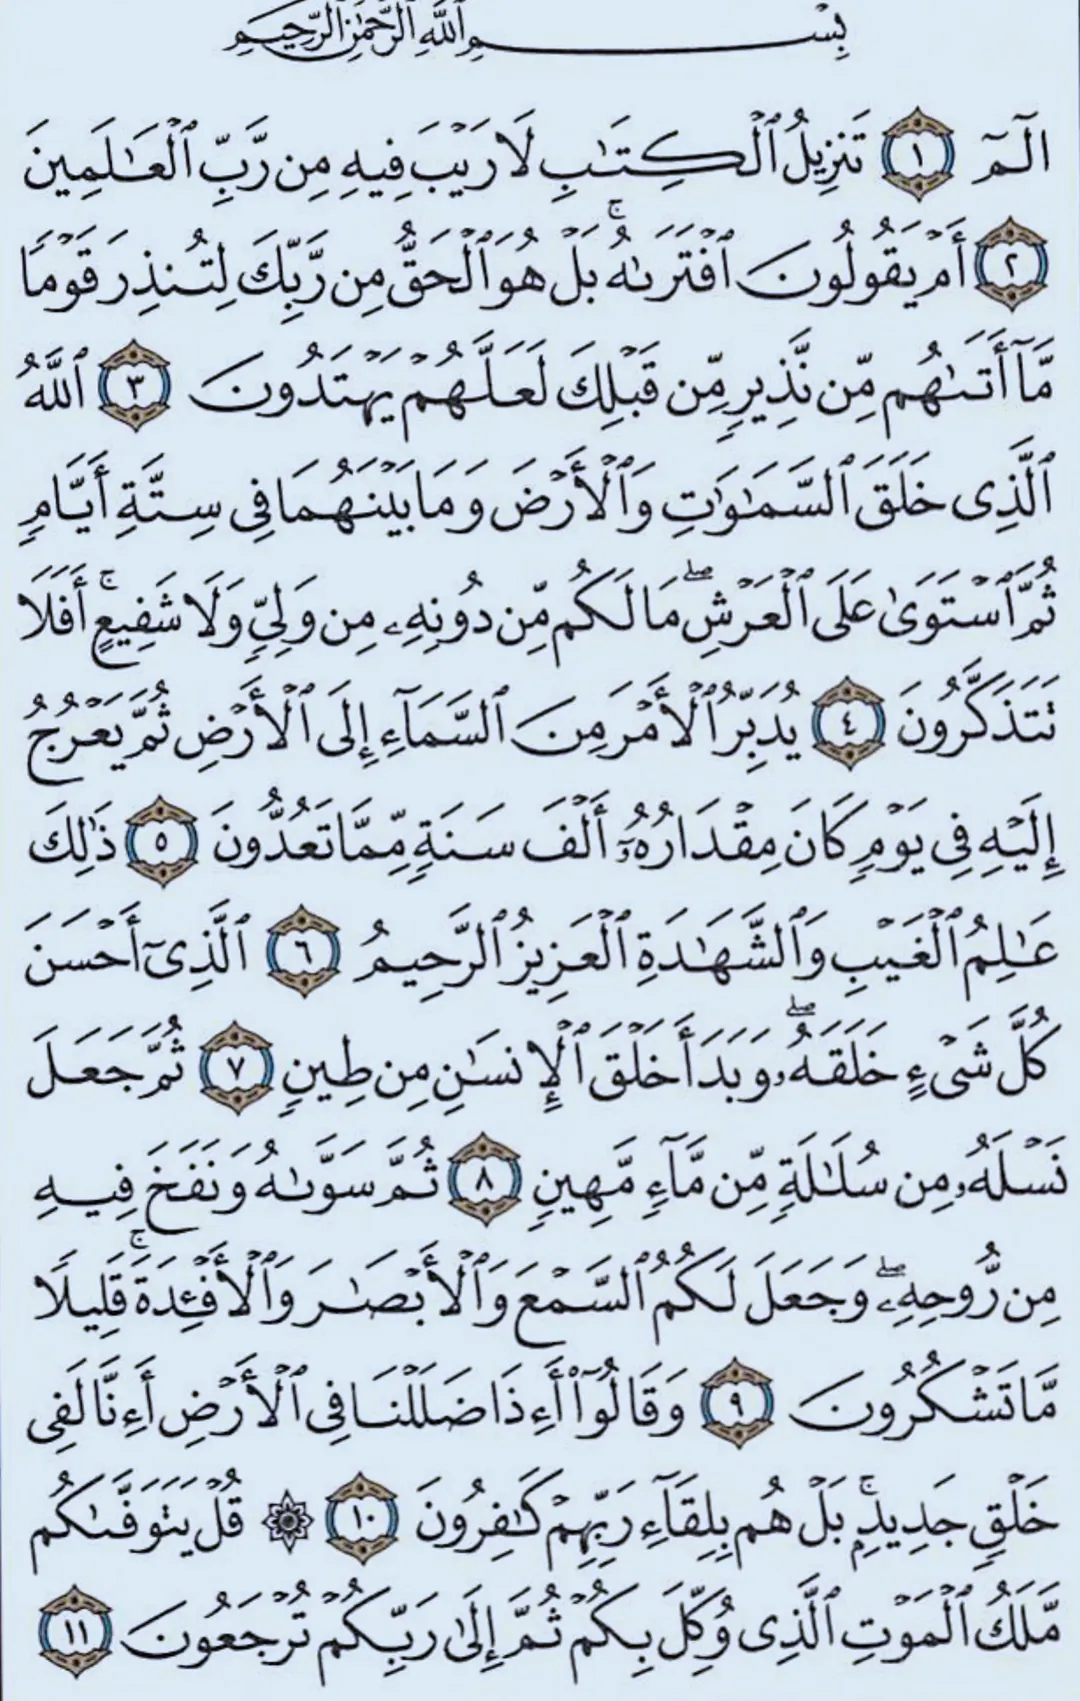 بِسْمِ ٱللَّهِ ٱلرَّحْمَٰنِ ٱلرَّحِيمِ
الٓمٓ ١ تَنزِيلُ ٱلْكِتَٰبِ لَا رَيْبَ فِيهِ مِن رَّبِّ ٱلْعَٰلَمِينَ
٢ أَمْ يَقُولُونَ ٱفْتَرَىٰهُ ۚ بَلْ هُوَ ٱلْحَقُّ مِن رَّبِّكَ لِتُنذِرَ قَوْمًا
مَّآ أَتَىٰهُم مِّن نَّذِيرٍ مِّن قَبْلِكَ لَعَلَّهُمْ يَهْتَدُونَ ٣ ٱللَّهُ
ٱلَّذِى خَلَقَ ٱلسَّمَٰوَٰتِ وَٱلْأَرْضَ وَمَا بَيْنَهُمَا فِى سِتَّةِ أَيَّامٍ
ثُمَّ ٱسْتَوَىٰ عَلَى ٱلْعَرْشِ ۖ مَا لَكُم مِّن دُونِهِۦ مِن وَلِىٍّ وَلَا شَفِيعٍ ۚ أَفَلَا
تَتَذَكَّرُونَ ٤ يُدَبِّرُ ٱلْأَمْرَ مِنَ ٱلسَّمَآءِ إِلَى ٱلْأَرْضِ ثُمَّ يَعْرُجُ
إِلَيْهِ فِى يَوْمٍ كَانَ مِقْدَارُهُۥٓ أَلْفَ سَنَةٍ مِّمَّا تَعُدُّونَ ٥ ذَٰلِكَ
عَٰلِمُ ٱلْغَيْبِ وَٱلشَّهَٰدَةِ ٱلْعَزِيزُ ٱلرَّحِيمُ ٦ ٱلَّذِىٓ أَحْسَنَ
كُلَّ شَىْءٍ خَلَقَهُۥ ۖ وَبَدَأَ خَلْقَ ٱلْإِنسَٰنِ مِن طِينٍ ٧ ثُمَّ جَعَلَ
نَسْلَهُۥ مِن سُلَٰلَةٍ مِّن مَّآءٍ مَّهِينٍ ٨ ثُمَّ سَوَّىٰهُ وَنَفَخَ فِيهِ
مِن رُّوحِهِۦ ۖ وَجَعَلَ لَكُمُ ٱلسَّمْعَ وَٱلْأَبْصَٰرَ وَٱلْأَفْـِٔدَةَ ۚ قَلِيلًا
مَّا تَشْكُرُونَ ٩ وَقَالُوٓا۟ أَءِذَا ضَلَلْنَا فِى ٱلْأَرْضِ أَءِنَّا لَفِى
خَلْقٍ جَدِيدٍۭ ۚ بَلْ هُم بِلِقَآءِ رَبِّهِمْ كَٰفِرُونَ ١٠ ۞ قُلْ يَتَوَفَّىٰكُم
مَّلَكُ ٱلْمَوْتِ ٱلَّذِى وُكِّلَ بِكُمْ ثُمَّ إِلَىٰ رَبِّكُمْ تُرْجَعُونَ ١١